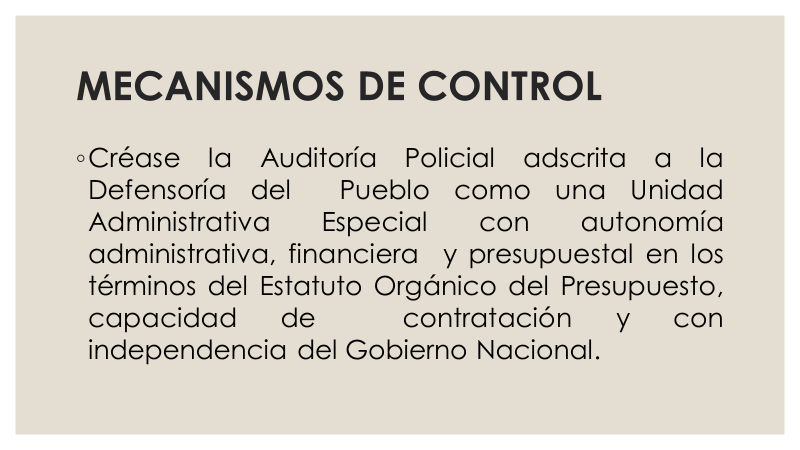 MECANISMOS DE CONTROL
◦Créase la Auditoría Policial adscrita a la
Defensoría del Pueblo como una Unidad
Administrativa Especial con autonomía
administrativa, financiera y presupuestal en los
términos del Estatuto Orgánico del Presupuesto,
capacidad de contratación y con
independencia del Gobierno Nacional.